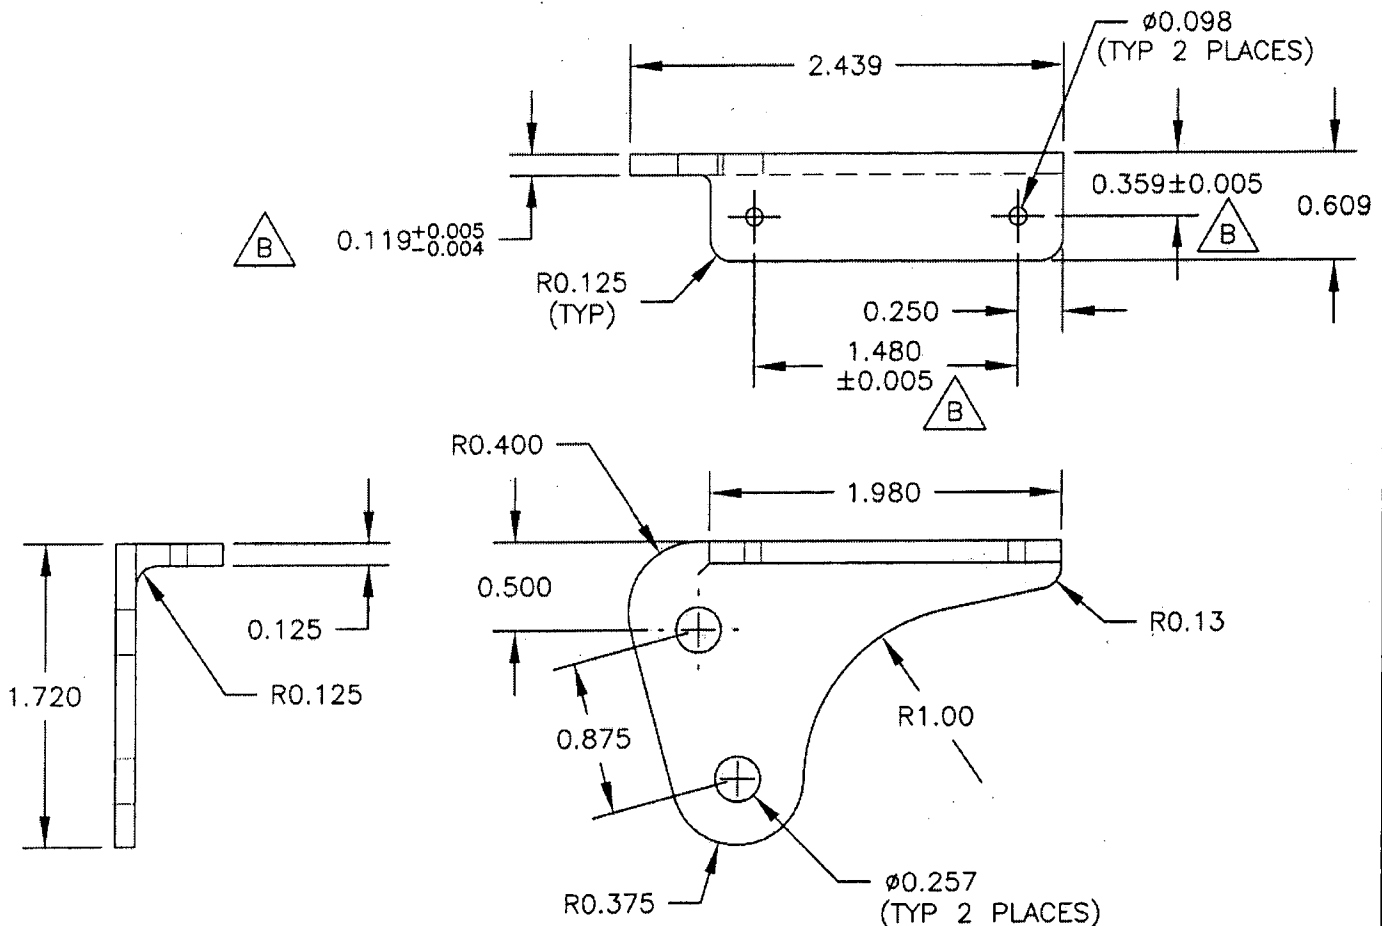 ø0.098
(TYP 2 PLACES)
2.439
0.359±0.005
0.609
B
0.119+0.005
-0.004
B
R0.125
(TYP)
0.250
1.480
±0.005
B
R0.400
1.980
0.500
0.125
R0.13
1.720
R0.125
R1.00
0.875
ø0.257
(TYP 2 PLACES)
R0.375